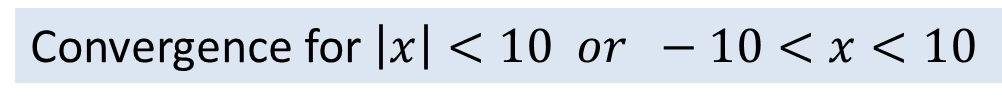 Convergence for |x| < 10 or − 10 < x < 10